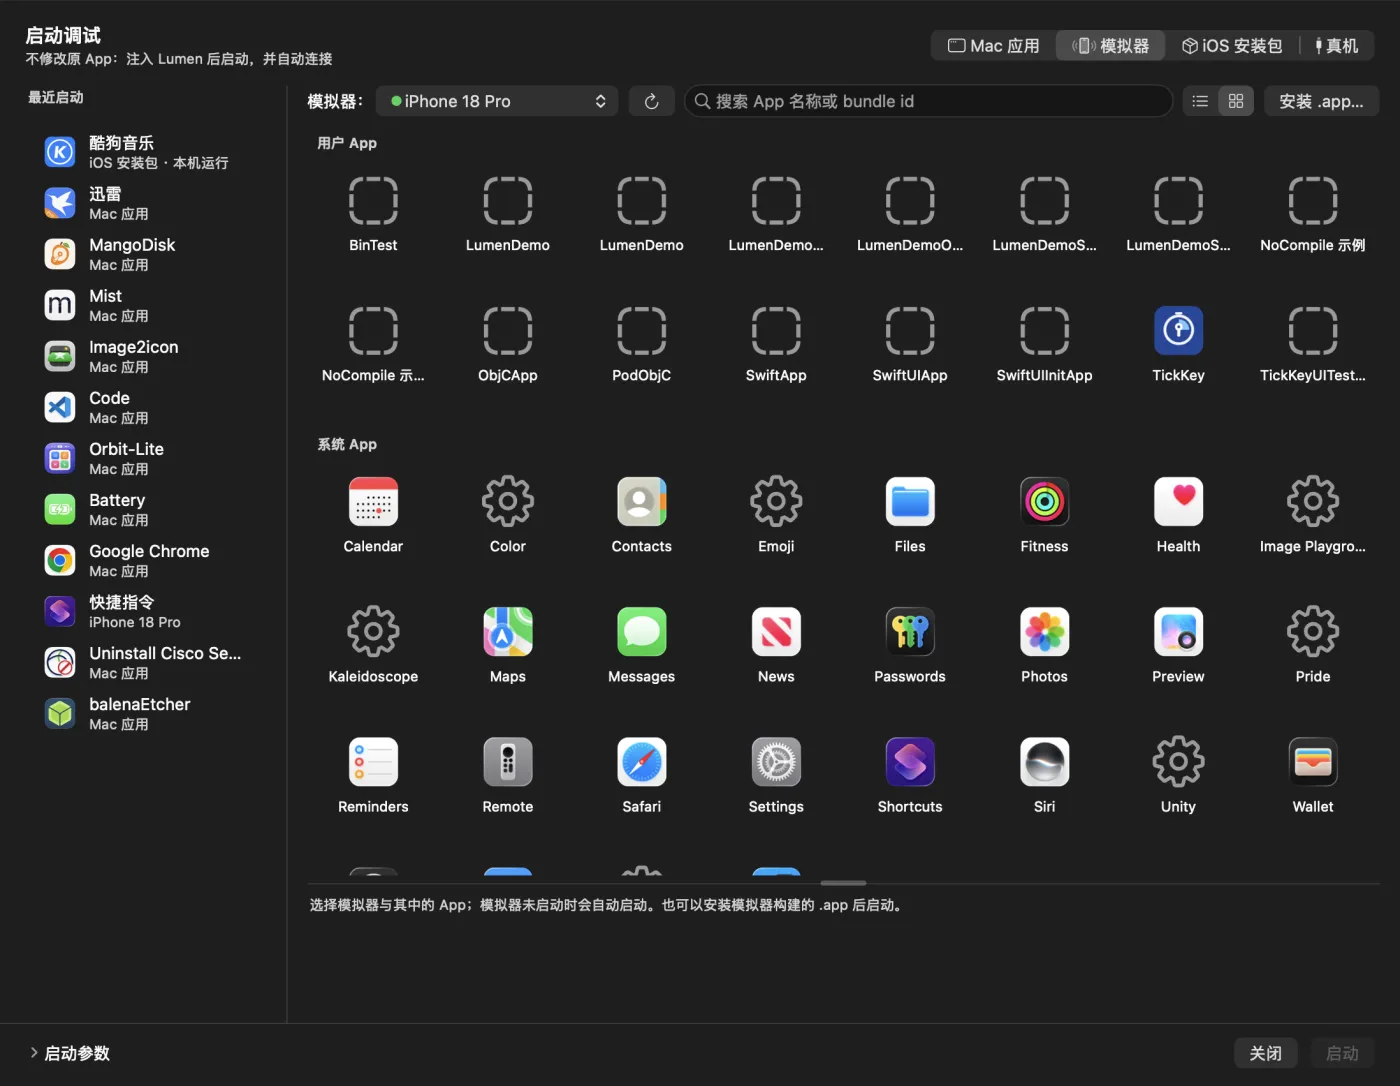 启动调试
不修改原 App：注入 Lumen 后启动，并自动连接
Mac 应用
模拟器
iOS 安装包
真机
最近启动
酷狗音乐
iOS 安装包 · 本机运行
迅雷
Mac 应用
MangoDisk
Mac 应用
Mist
Mac 应用
Image2icon
Mac 应用
Code
Mac 应用
Orbit-Lite
Mac 应用
Battery
Mac 应用
Google Chrome
Mac 应用
快捷指令
iPhone 18 Pro
Uninstall Cisco Se...
Mac 应用
balenaEtcher
Mac 应用
模拟器：
iPhone 18 Pro
搜索 App 名称或 bundle id
安装 .app...
用户 App
BinTest
LumenDemo
LumenDemo
LumenDemo...
LumenDemoO...
LumenDemoS...
LumenDemoS...
NoCompile 示例
NoCompile 示...
ObjCApp
PodObjC
SwiftApp
SwiftUIApp
SwiftUIInitApp
TickKey
TickKeyUITest...
系统 App
Calendar
Color
Contacts
Emoji
Files
Fitness
Health
Image Playgro...
Kaleidoscope
Maps
Messages
News
Passwords
Photos
Preview
Pride
Reminders
Remote
Safari
Settings
Shortcuts
Siri
Unity
Wallet
选择模拟器与其中的 App；模拟器未启动时会自动启动。也可以安装模拟器构建的 .app 后启动。
启动参数
关闭
启动